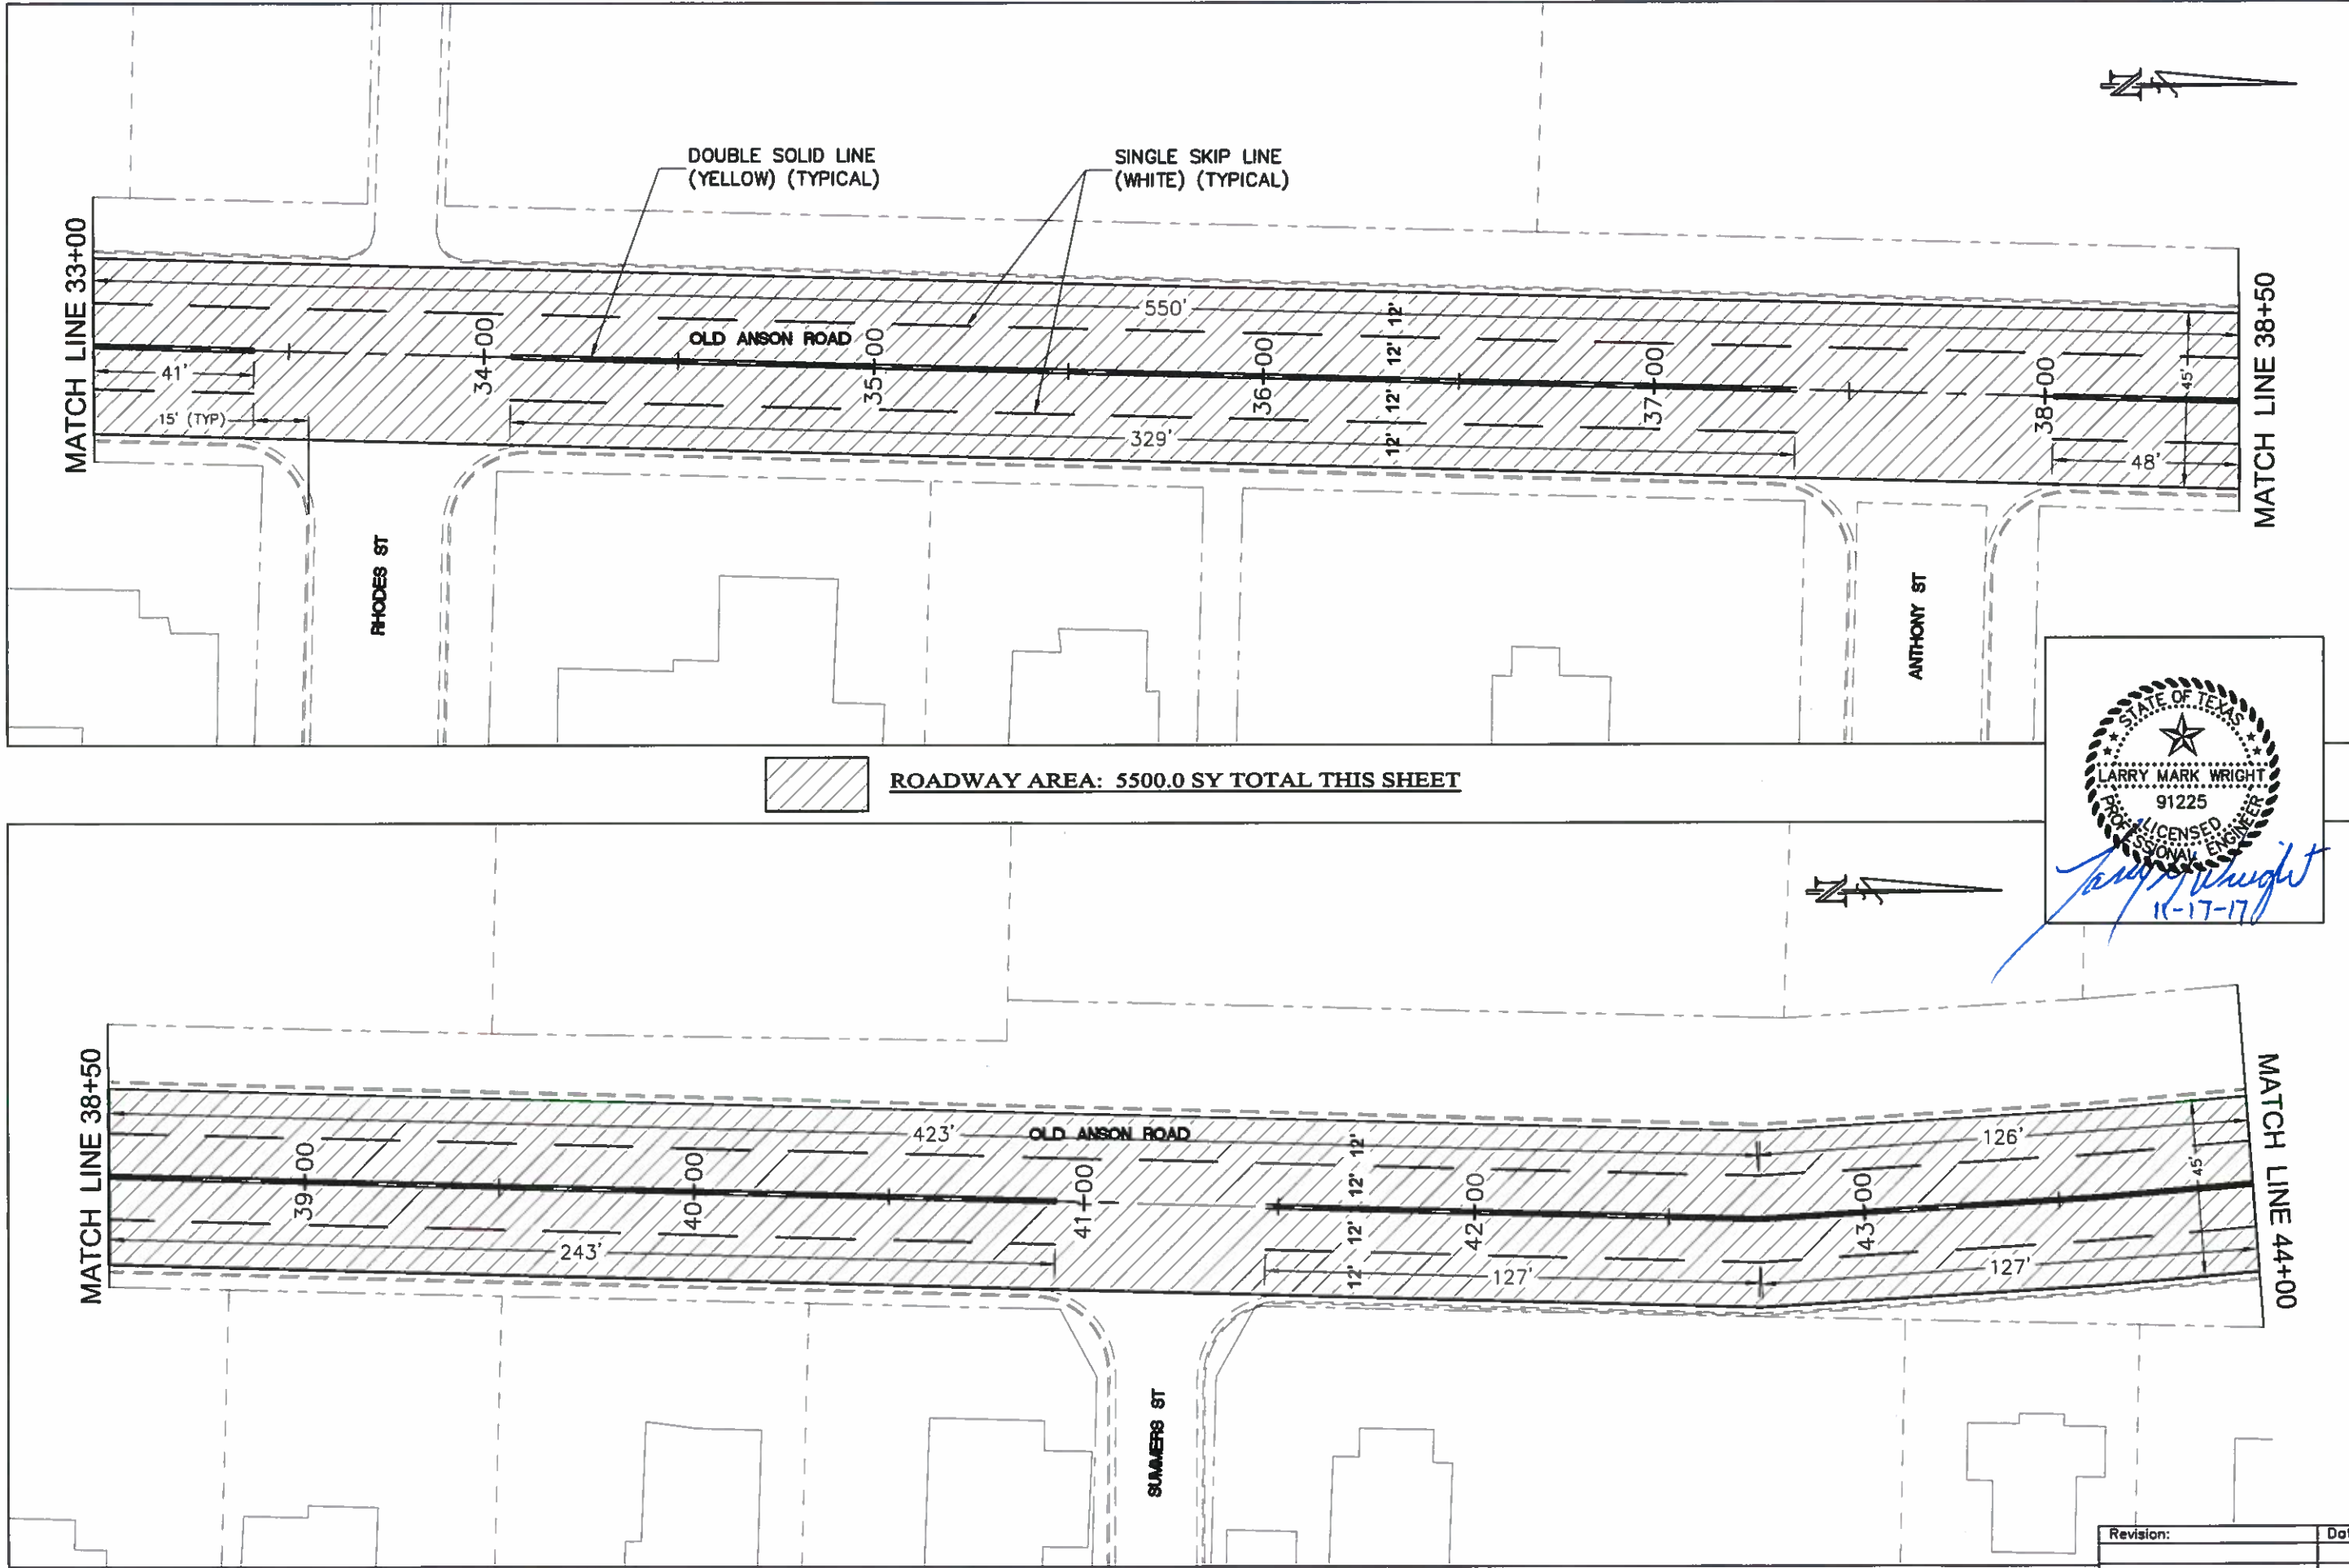 N
DOUBLE SOLID LINE
(YELLOW) (TYPICAL)
SINGLE SKIP LINE
(WHITE) (TYPICAL)
MATCH LINE 33+00
MATCH LINE 38+50
550'
OLD ANSON ROAD
34+00
35+00
36+00
37+00
38+00
12'
12'
12'
12'
41'
15' (TYP)
329'
48'
45'
RHODES ST
ANTHONY ST
STATE OF TEXAS
LARRY MARK WRIGHT
91225
LICENSED
PROFESSIONAL ENGINEER
Larry M Wright
11-17-17
ROADWAY AREA: 5500.0 SY TOTAL THIS SHEET
N
MATCH LINE 38+50
MATCH LINE 44+00
423'
OLD ANSON ROAD
126'
39+00
40+00
41+00
42+00
43+00
12'
12'
12'
12'
45'
243'
127'
127'
SUMMERS ST
Revision:
Dat